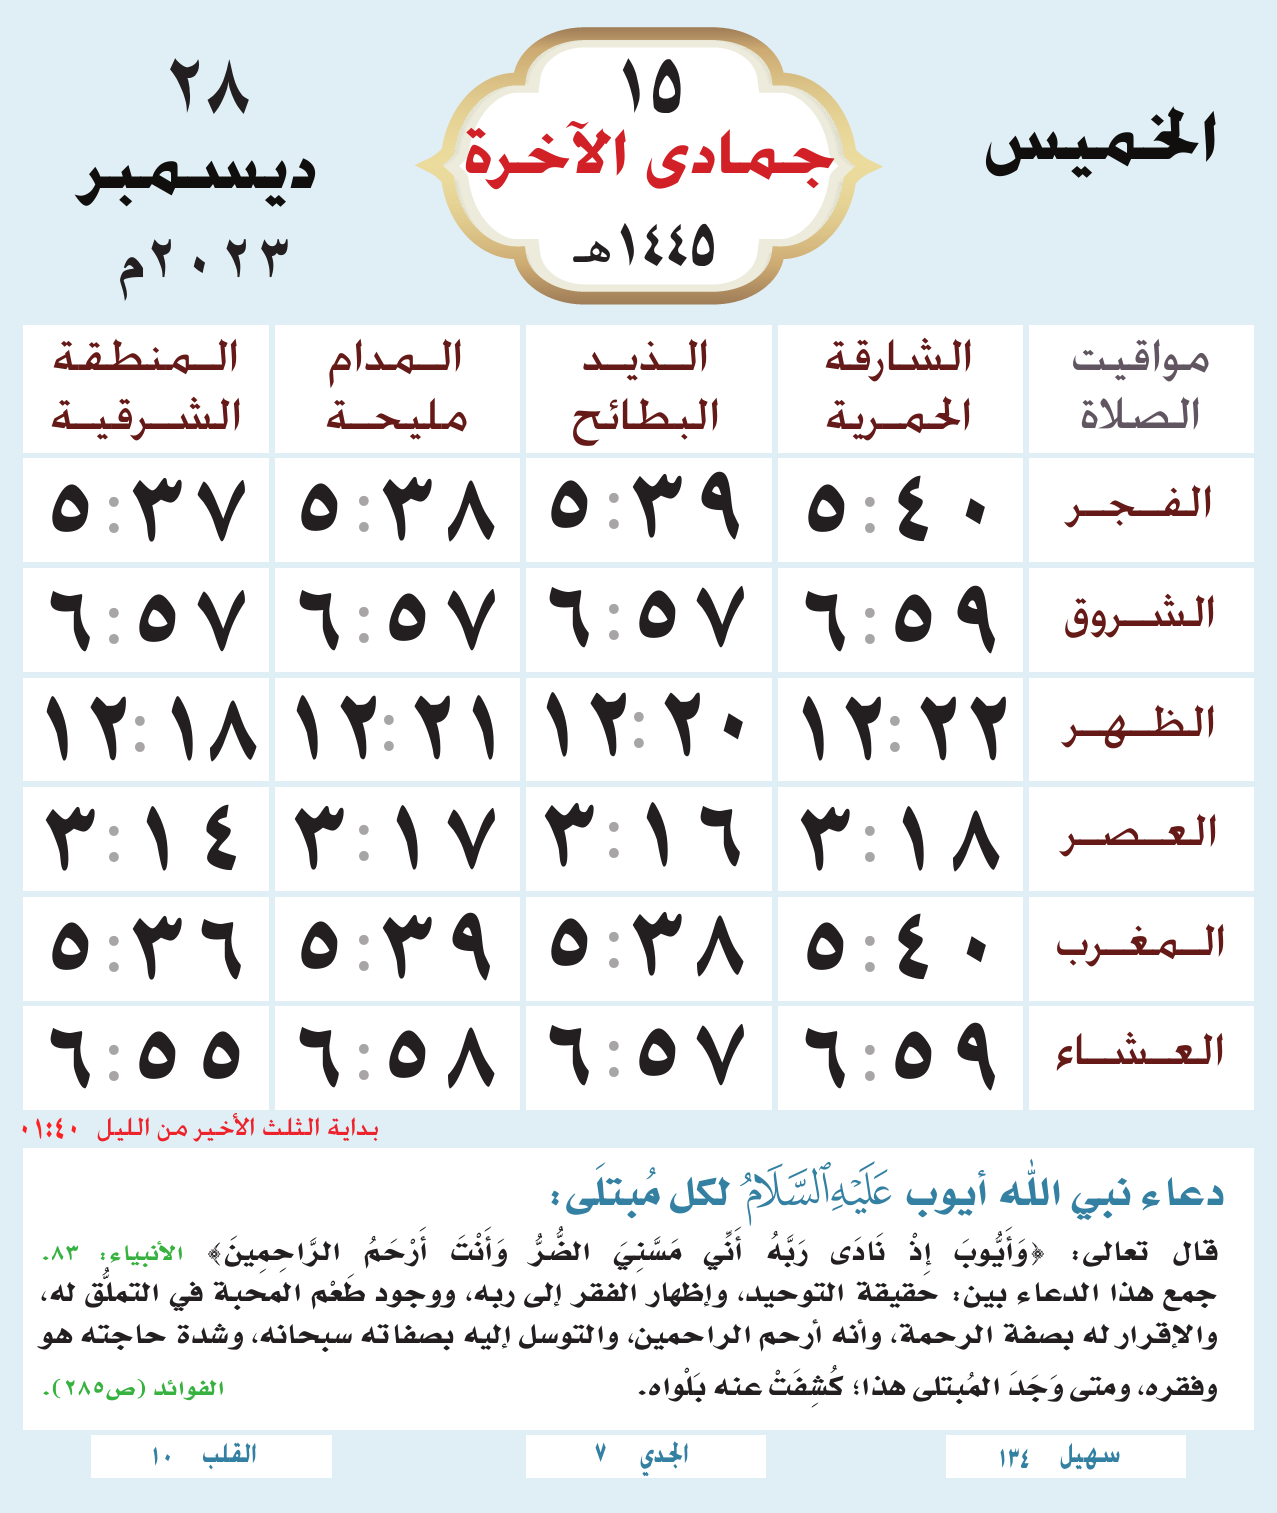 الخميس
١٥
جمادى الآخرة
١٤٤٥هـ
٢٨
ديسمبر
٢٠٢٣م
مواقيت الصلاة
الشارقة الحمرية
الذيد البطائح
المدام مليحة
المنطقة الشرقية
الفجر ٥:٤٠ ٥:٣٩ ٥:٣٨ ٥:٣٧
الشروق ٦:٥٩ ٦:٥٧ ٦:٥٧ ٦:٥٧
الظهر ١٢:٢٢ ١٢:٢٠ ١٢:٢١ ١٢:١٨
العصر ٣:١٨ ٣:١٦ ٣:١٧ ٣:١٤
المغرب ٥:٤٠ ٥:٣٨ ٥:٣٩ ٥:٣٦
العشاء ٦:٥٩ ٦:٥٧ ٦:٥٨ ٦:٥٥
بداية الثلث الأخير من الليل ٠١:٤٠
دعاء نبي الله أيوب عَلَيْهِ السَّلَامُ لكل مُبتلَى:
قال تعالى: ﴿وَأَيُّوبَ إِذْ نَادَى رَبَّهُ أَنِّي مَسَّنِيَ الضُّرُّ وَأَنْتَ أَرْحَمُ الرَّاحِمِينَ﴾ الأنبياء: ٨٣.
جمع هذا الدعاء بين: حقيقة التوحيد، وإظهار الفقر إلى ربه، ووجود طَعْم المحبة في التملُّق له،
والإقرار له بصفة الرحمة، وأنه أرحم الراحمين، والتوسل إليه بصفاته سبحانه، وشدة حاجته هو
وفقره، ومتى وَجَدَ المُبتلى هذا؛ كُشِفَتْ عنه بَلْواه. الفوائد (ص٢٨٥).
سهيل ١٣٤
الجدي ٧
القلب ١٠